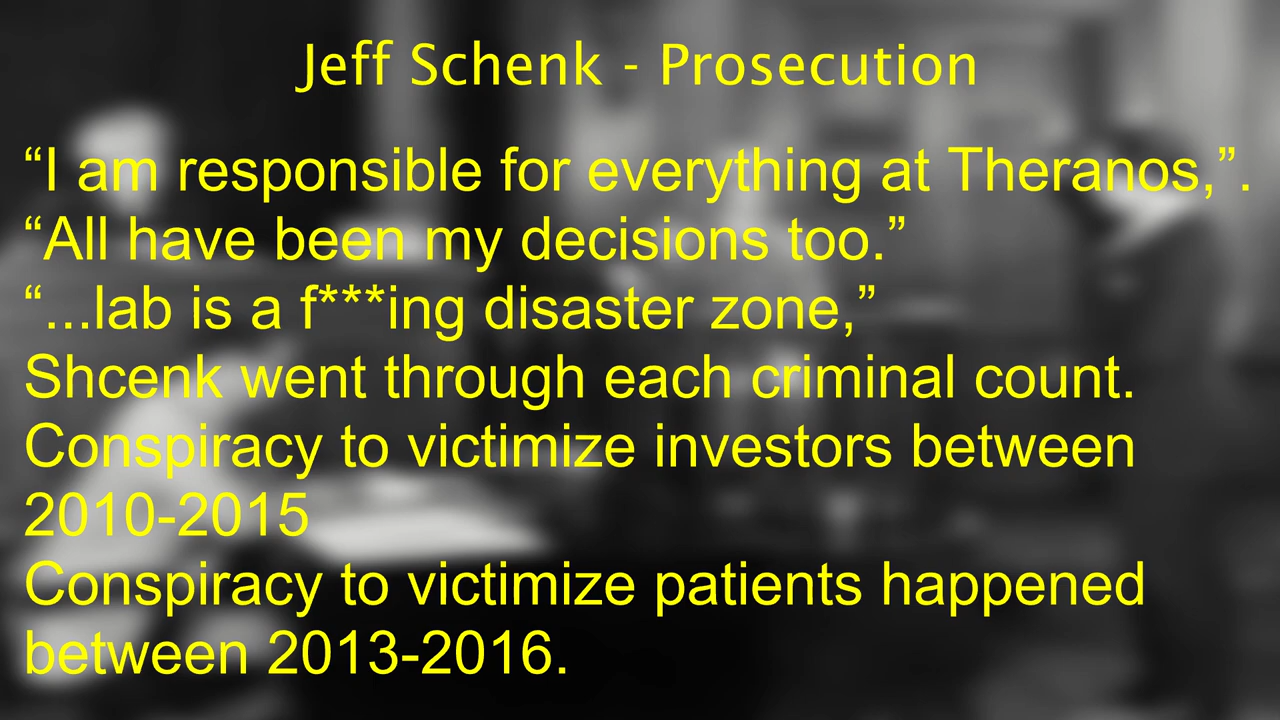 Jeff Schenk - Prosecution
“I am responsible for everything at Theranos,”.
“All have been my decisions too.”
“...lab is a f***ing disaster zone,”
Shcenk went through each criminal count.
Conspiracy to victimize investors between
2010-2015
Conspiracy to victimize patients happened
between 2013-2016.